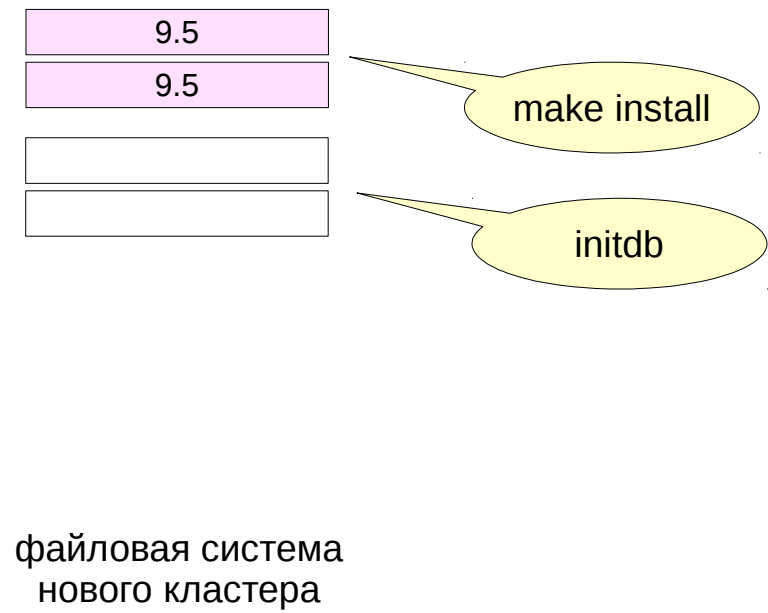 9.5
9.5
make install
initdb
файловая система
нового кластера